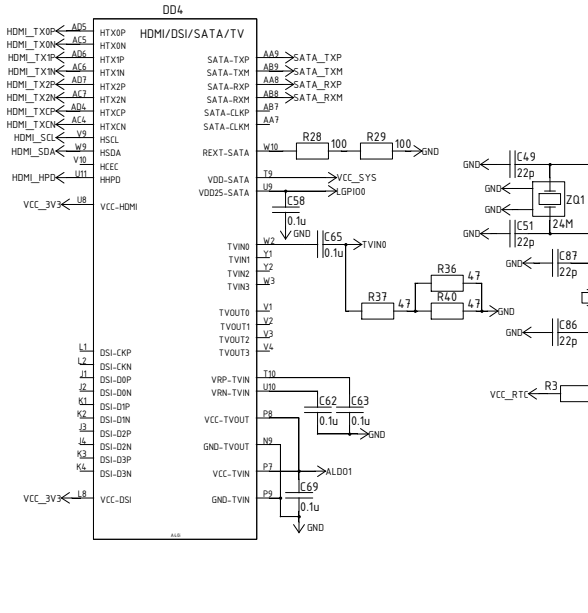 DD4
HDMI/DSI/SATA/TV
HDMI_TX0P AD5 HTX0P
HDMI_TX0N AC5 HTX0N
HDMI_TX1P AD6 HTX1P
HDMI_TX1N AC6 HTX1N
HDMI_TX2P AD7 HTX2P
HDMI_TX2N AC7 HTX2N
HDMI_TXCP AD4 HTXCP
HDMI_TXCN AC4 HTXCN
HDMI_SCL V9 HSCL
HDMI_SDA W9 HSDA
V10 HCEC
HDMI_HPD U11 HHPD
VCC_3V3 U8 VCC-HDMI
L1 DSI-CKP
L2 DSI-CKN
J1 DSI-D0P
J2 DSI-D0N
K1 DSI-D1P
K2 DSI-D1N
J3 DSI-D2P
J4 DSI-D2N
K3 DSI-D3P
K4 DSI-D3N
VCC_3V3 L8 VCC-DSI
SATA-TXP AA9 SATA_TXP
SATA-TXM AB9 SATA_TXM
SATA-RXP AA8 SATA_RXP
SATA-RXM AB8 SATA_RXM
SATA-CLKP AB7
SATA-CLKM AA7
REXT-SATA W10 R28 100 R29 100 GND
VDD-SATA T9 VCC_SYS
VDD25-SATA U9 LGPIO0
C58
0.1u
GND
TVIN0 W2 C65 TVIN0
0.1u
TVIN1 Y1
TVIN2 Y2
TVIN3 W3
R36
47
R37 47 R40 47 GND
TVOUT0 V1
TVOUT1 V2
TVOUT2 V3
TVOUT3 V4
VRP-TVIN T10
VRN-TVIN U10
C62 C63
0.1u 0.1u
GND
VCC-TVOUT P8
GND-TVOUT N9
VCC-TVIN P7 ALDO1
GND-TVIN P9
C69
0.1u
GND
GND C49
22p
GND
GND
ZQ1
24M
GND C51
22p
GND C87
22p
GND C86
22p
VCC_RTC R3